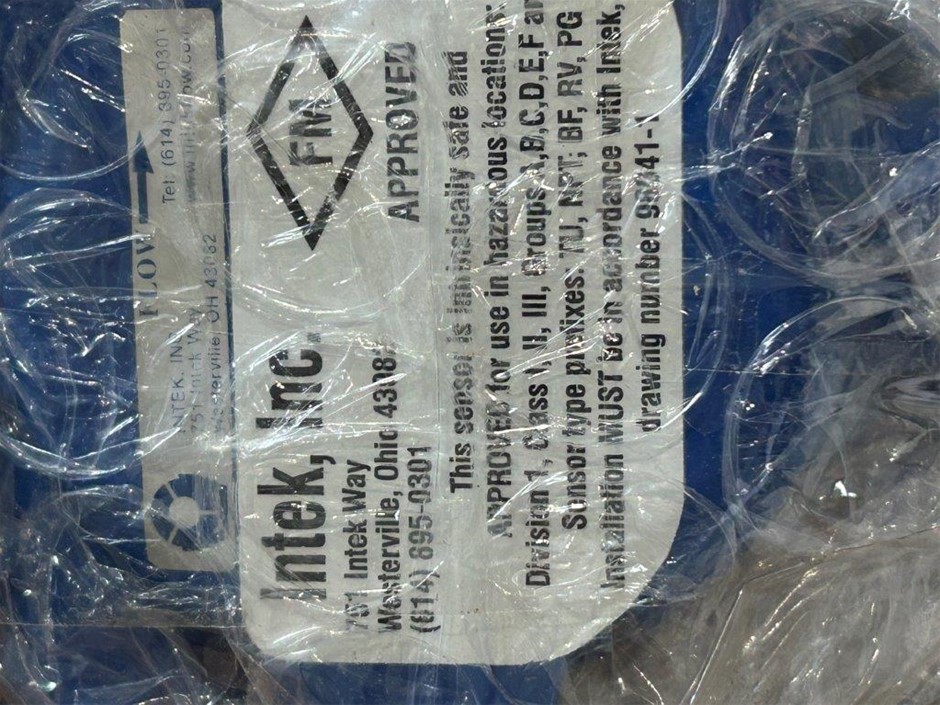 FLOW
INTEK, INC.
751 Intek Way Tel: (614) 895-0301
Westerville OH 43082
Intek, Inc.
751 Intek Way
Westerville, Ohio 43082
(614) 895-0301
FM
APPROVED
This sensor is intrinsically safe and
APPROVED for use in hazardous locations
Division 1, Class I, II, III, Groups A,B,C,D,E,F
Sensor type prefixes: TU, NPT, BF, RV, PG
Installation MUST be in accordance with Intek,
drawing number